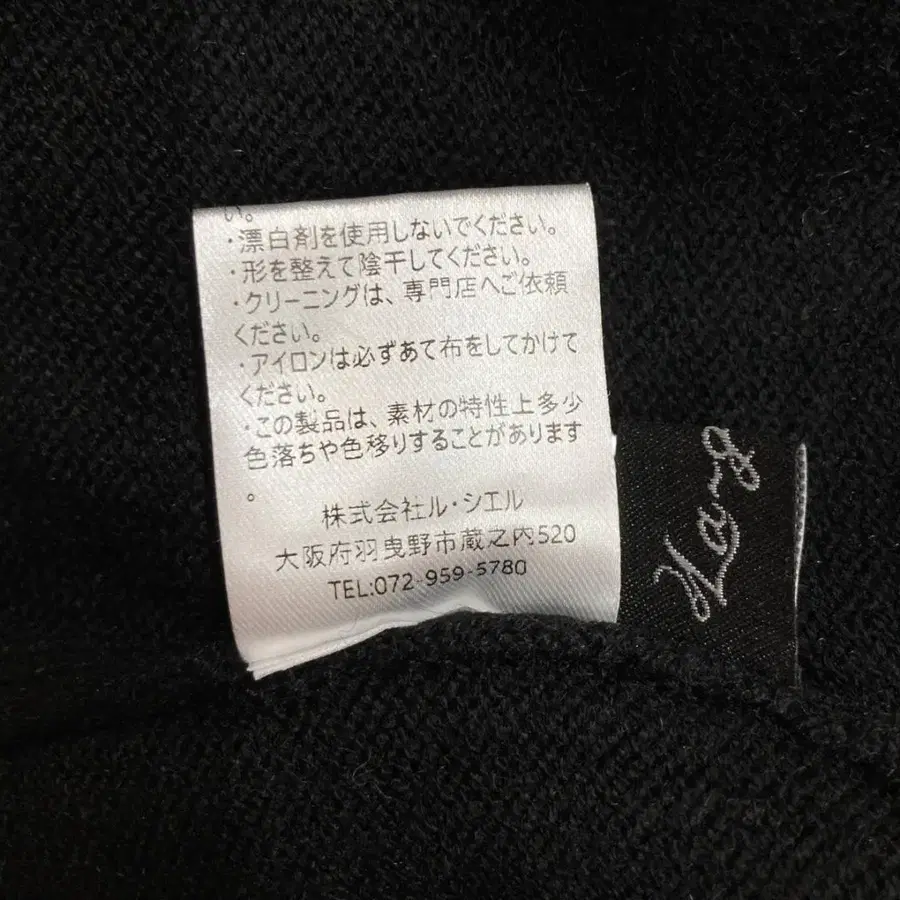 い。
・漂白剤を使用しないでください。
・形を整えて陰干してください。
・クリーニングは、専門店へご依頼
ください。
・アイロンは必ずあて布をしてかけて
ください。
・この製品は、素材の特性上多少
色落ちや色移りすることがあります
。
株式会社ル・シエル
大阪府羽曳野市蔵之内520
TEL:072-959-5780